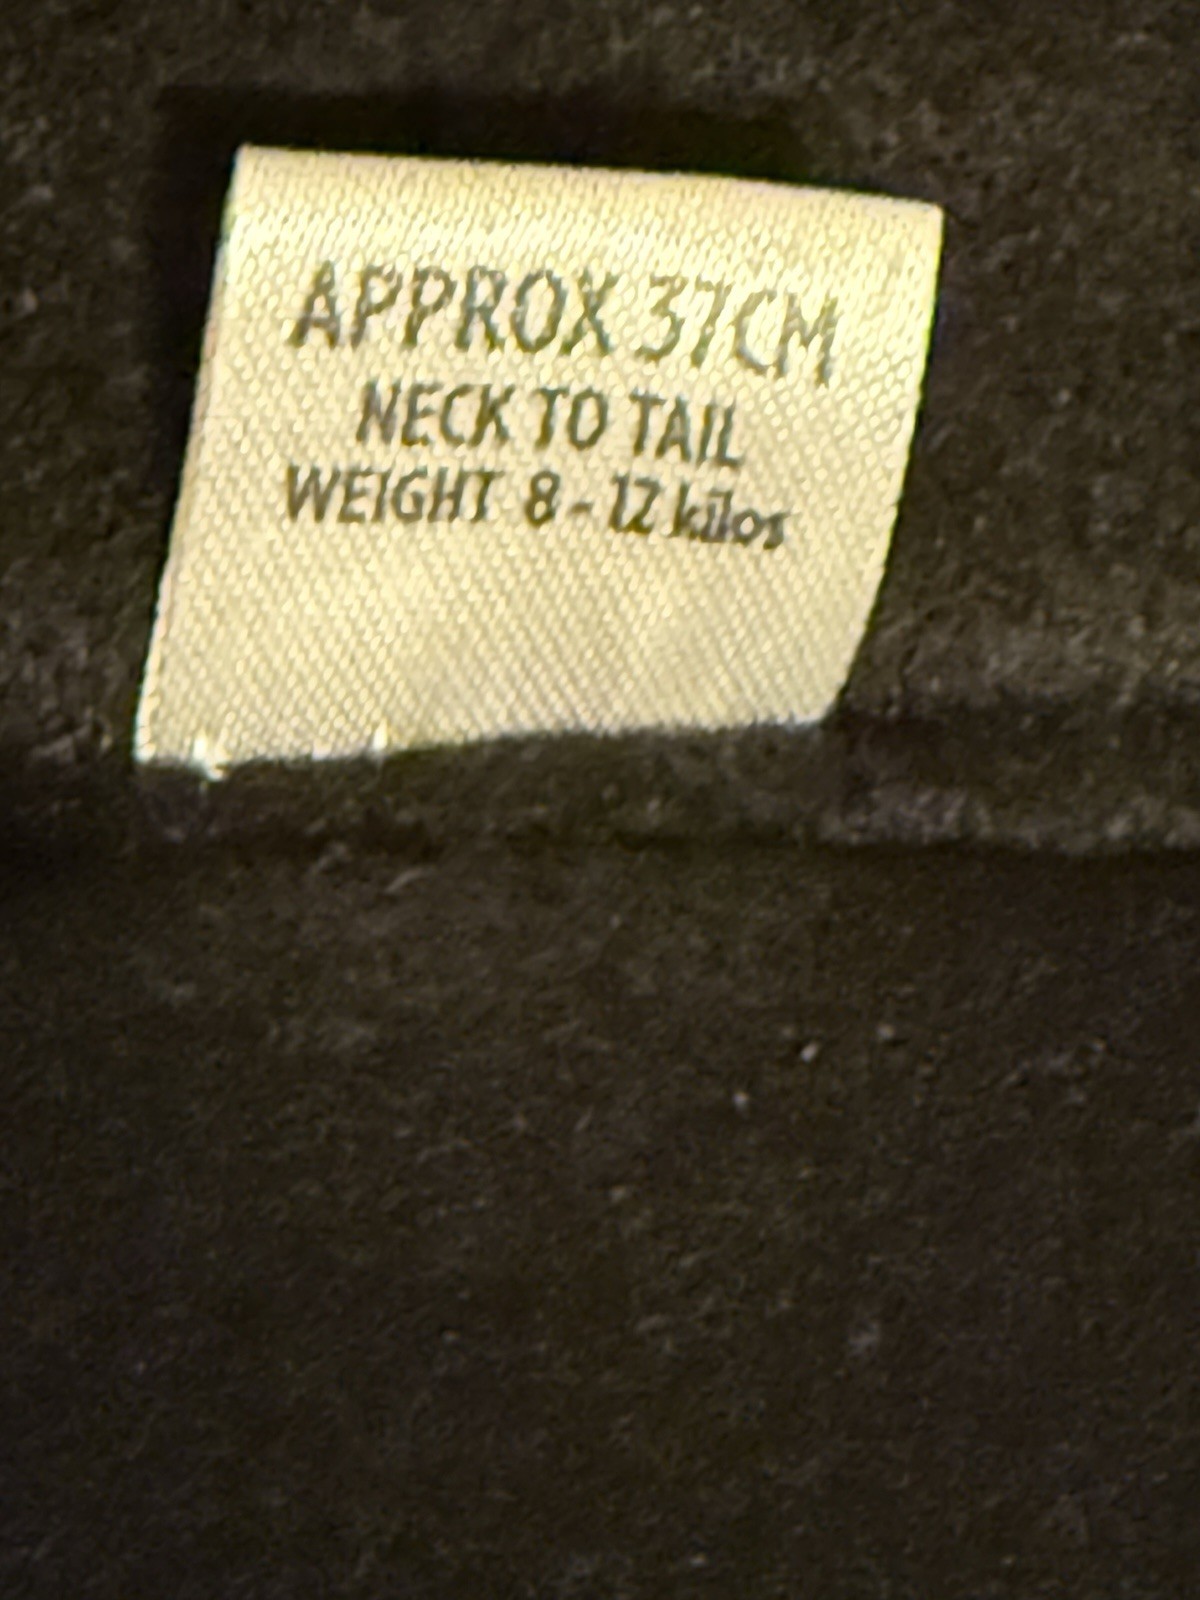 APPROX 37CM
NECK TO TAIL
WEIGHT 8 - 12 kilos